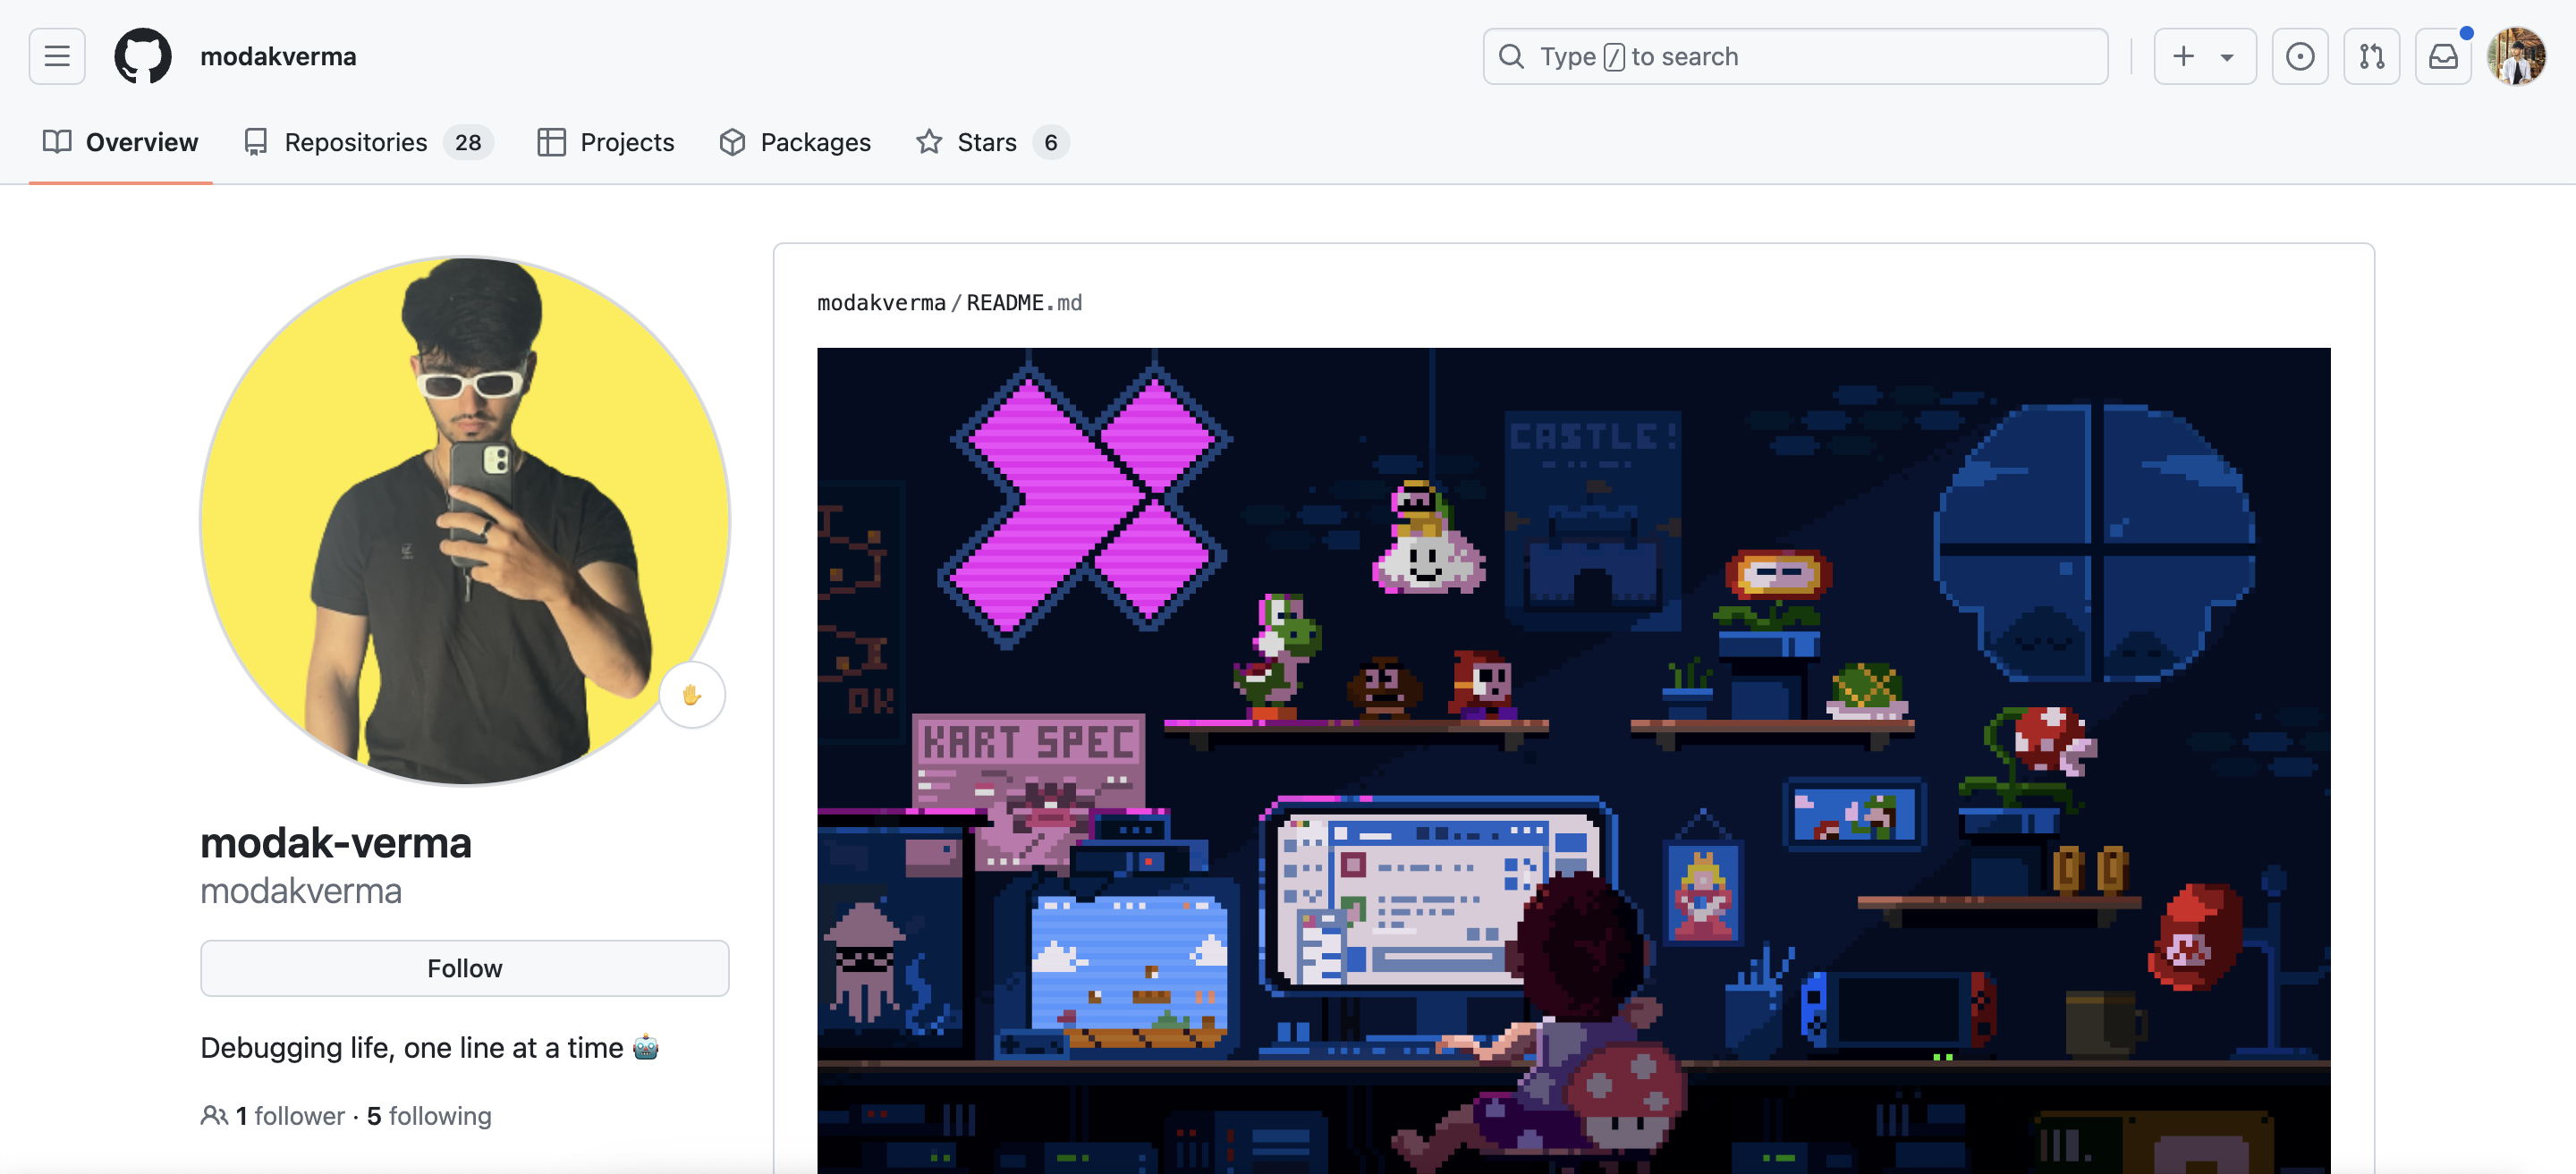 modakverma
Type / to search
Overview
Repositories 28
Projects
Packages
Stars 6
modakverma / README.md
CASTLE!
DK
KART SPEC
modak-verma
modakverma
Follow
Debugging life, one line at a time 🤖
1 follower · 5 following